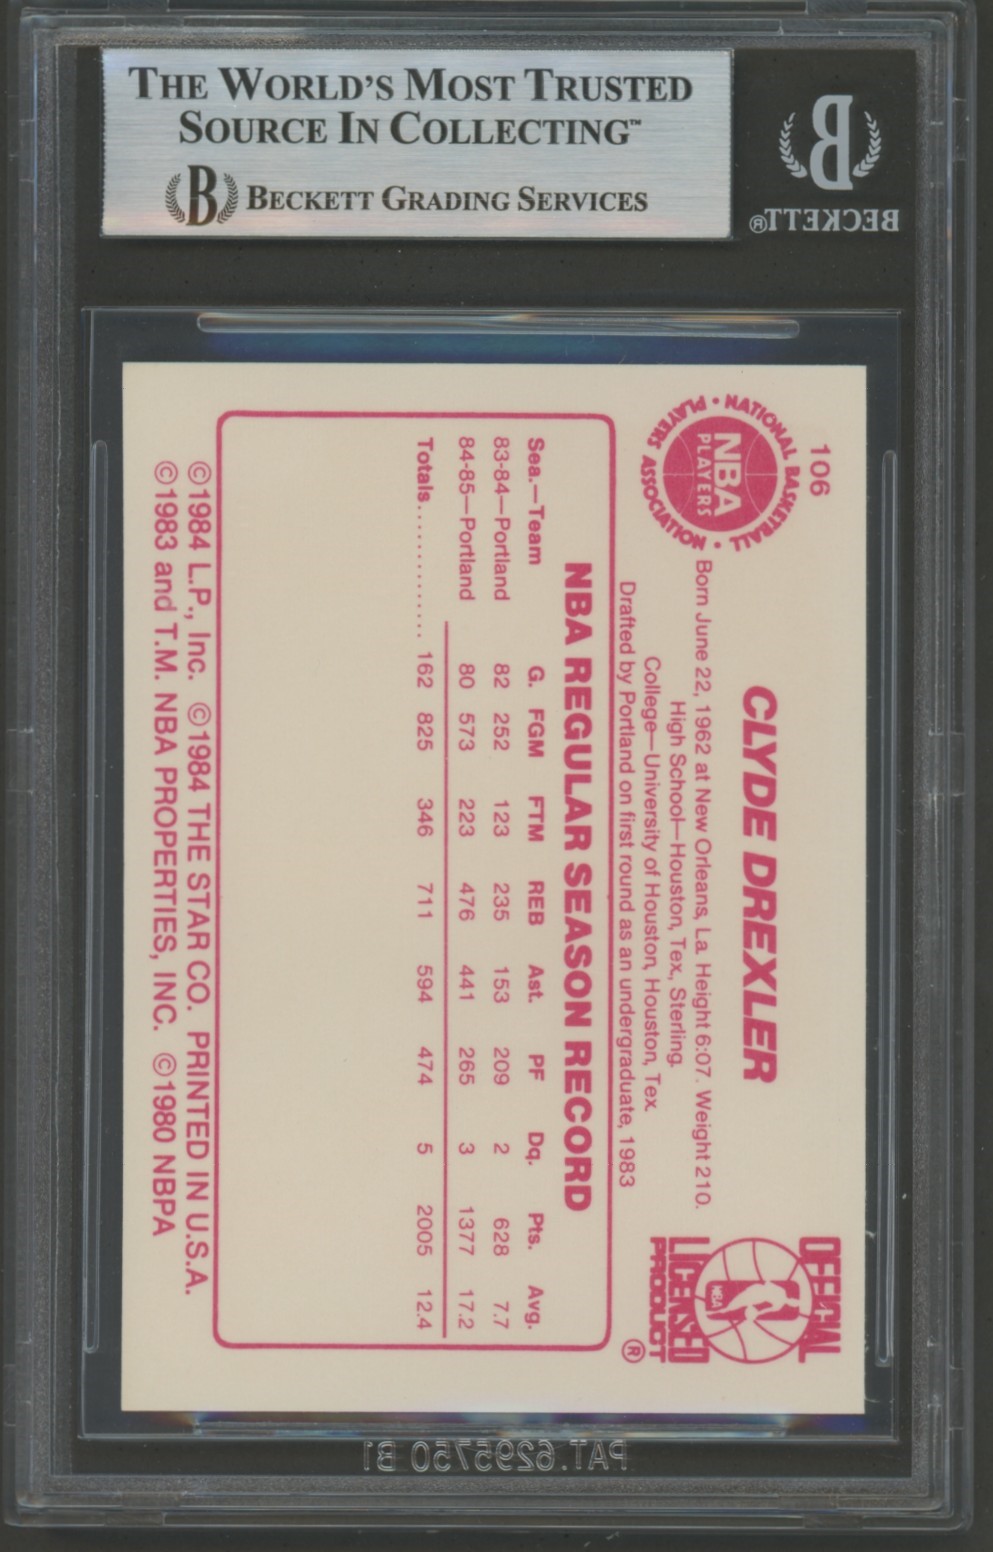 THE WORLD'S MOST TRUSTED
SOURCE IN COLLECTING™
B BECKETT GRADING SERVICES
B
BECKETT®
106
NATIONAL BASKETBALL PLAYERS ASSOCIATION
NBA
PLAYERS
CLYDE DREXLER
Born June 22, 1962 at New Orleans, La. Height 6:07. Weight 210.
High School—Houston, Tex., Sterling.
College—University of Houston, Houston, Tex.
Drafted by Portland on first round as an undergraduate, 1983
OFFICIAL
NBA
LICENSED
PRODUCT
®
NBA REGULAR SEASON RECORD
Sea.—Team G. FGM FTM REB Ast. PF Dq. Pts. Avg.
83-84—Portland 82 252 123 235 153 209 2 628 7.7
84-85—Portland 80 573 223 476 441 265 3 1377 17.2
Totals............ 162 825 346 711 594 474 5 2005 12.4
©1984 L.P., Inc. ©1984 THE STAR CO. PRINTED IN U.S.A.
©1983 and T.M. NBA PROPERTIES, INC. ©1980 NBPA
PAT.6295750 B1